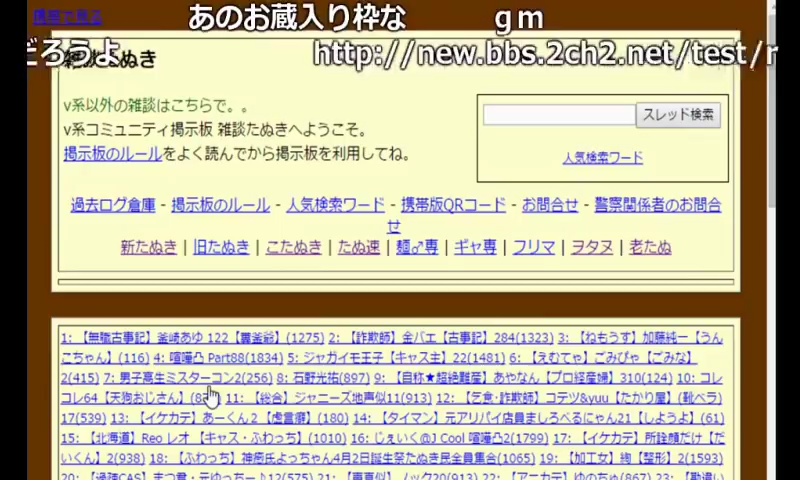 携帯で見る
あのお蔵入り枠な gm
だろうよ http://new.bbs.2ch2.net/test/r
雑談たぬき
v系以外の雑談はこちらで。。
v系コミュニティ掲示板 雑談たぬきへようこそ。
掲示板のルールをよく読んでから掲示板を利用してね。
スレッド検索
人気検索ワード
過去ログ倉庫 - 掲示板のルール - 人気検索ワード - 携帯版QRコード - お問合せ - 警察関係者のお問合
せ
新たぬき | 旧たぬき | こたぬき | たぬ速 | 麺♂専 | ギャ専 | フリマ | ヲタヌ | 老たぬ
1: 【無職古事記】釜崎あゆ 122【糞釜爺】(1275) 2: 【詐欺師】金バエ【古事記】284(1323) 3: 【ねもうす】加藤純一【うん
こちゃん】(116) 4: 喧嘩凸 Part88(1834) 5: ジャガイモ王子【キャス主】22(1481) 6: 【えむてゃ】ごみぴゃ【ごみな】
2(415) 7: 男子高生ミスターコン2(256) 8: 石野光祐(897) 9: 【自称★超絶難産】あやなん【プロ経産婦】310(124) 10: コレ
コレ64【天狗おじさん】 11: 【総合】ジャニーズ地声似11(913) 12: 【乞食・詐欺師】コテツ&yuu【たかり屋】(靴ベラ)
17(539) 13: 【イケカテ】あーくん２【虚言癖】(180) 14: 【タイマン】元アリパイ店員ましろべるにゃん21【しようよ】(61)
15: 【北海道】Reo レオ 【キャス・ふわっち】(1010) 16: じぇいく@J Cool 喧嘩凸2(1799) 17: 【イケカテ】所詮顔だけ【だ
いくん】2(938) 18: 【ふわっち】神癒氏よっちゃん4月2日誕生祭たぬき民全員集合(1065) 19: 【加工女】絢【整形】2(1593)